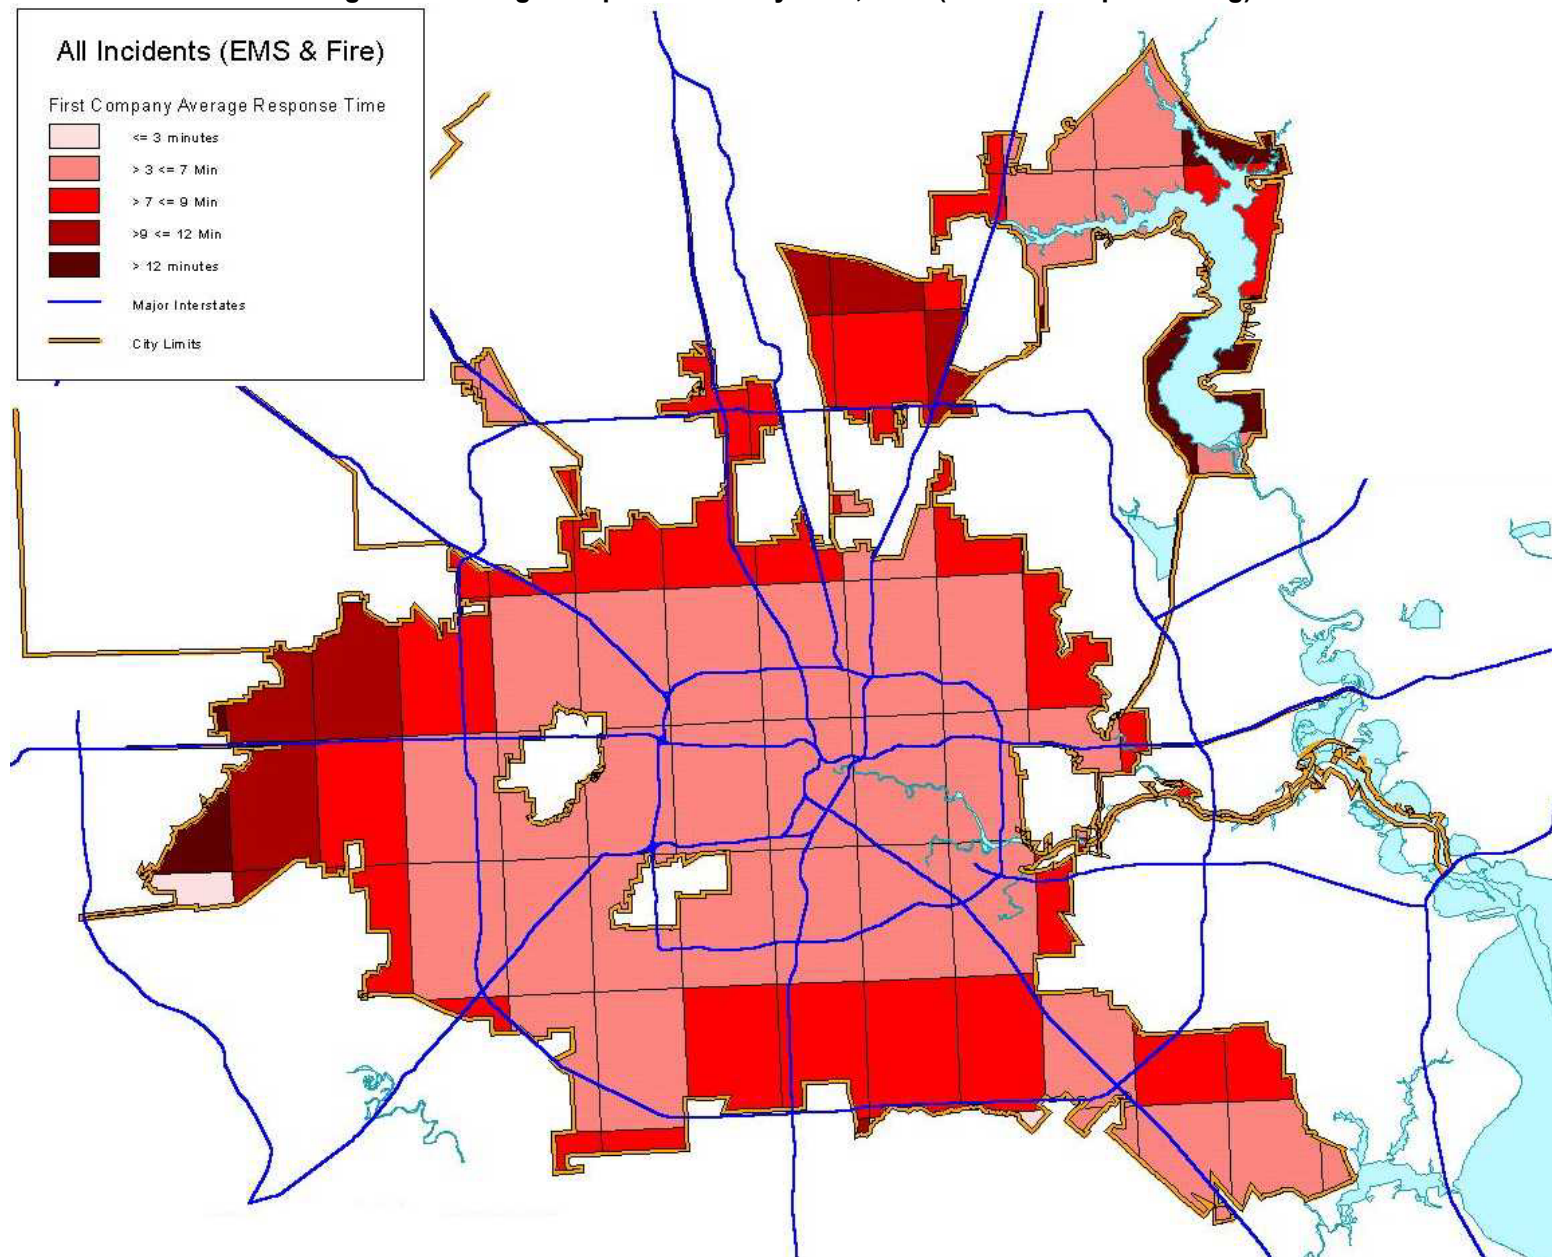 All Incidents (EMS & Fire)
First Company Average Response Time
<= 3 minutes
> 3 <= 7 Min
> 7 <= 9 Min
>9 <= 12 Min
> 12 minutes
Major Interstates
City Limits